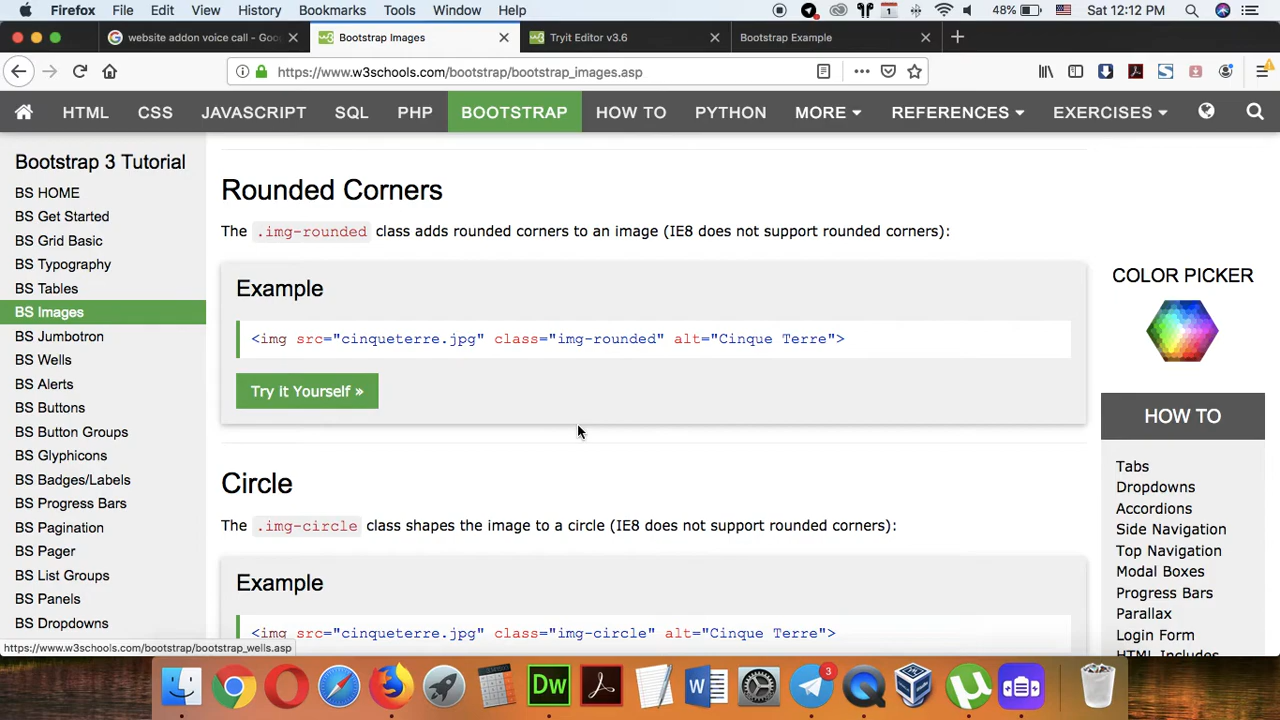 Firefox File Edit View History Bookmarks Tools Window Help 1 48% Sat 12:12 PM
website addon voice call - Goo
Bootstrap Images
Tryit Editor v3.6
Bootstrap Example
https://www.w3schools.com/bootstrap/bootstrap_images.asp
HTML CSS JAVASCRIPT SQL PHP BOOTSTRAP HOW TO PYTHON MORE REFERENCES EXERCISES
Bootstrap 3 Tutorial
BS HOME
BS Get Started
BS Grid Basic
BS Typography
BS Tables
BS Images
BS Jumbotron
BS Wells
BS Alerts
BS Buttons
BS Button Groups
BS Glyphicons
BS Badges/Labels
BS Progress Bars
BS Pagination
BS Pager
BS List Groups
BS Panels
BS Dropdowns
https://www.w3schools.com/bootstrap/bootstrap_wells.asp
Rounded Corners
The .img-rounded class adds rounded corners to an image (IE8 does not support rounded corners):
Example
<img src="cinqueterre.jpg" class="img-rounded" alt="Cinque Terre">
Try it Yourself »
Circle
The .img-circle class shapes the image to a circle (IE8 does not support rounded corners):
Example
<img src="cinqueterre.jpg" class="img-circle" alt="Cinque Terre">
COLOR PICKER
HOW TO
Tabs
Dropdowns
Accordions
Side Navigation
Top Navigation
Modal Boxes
Progress Bars
Parallax
Login Form
HTML Includes
Dw
W
3